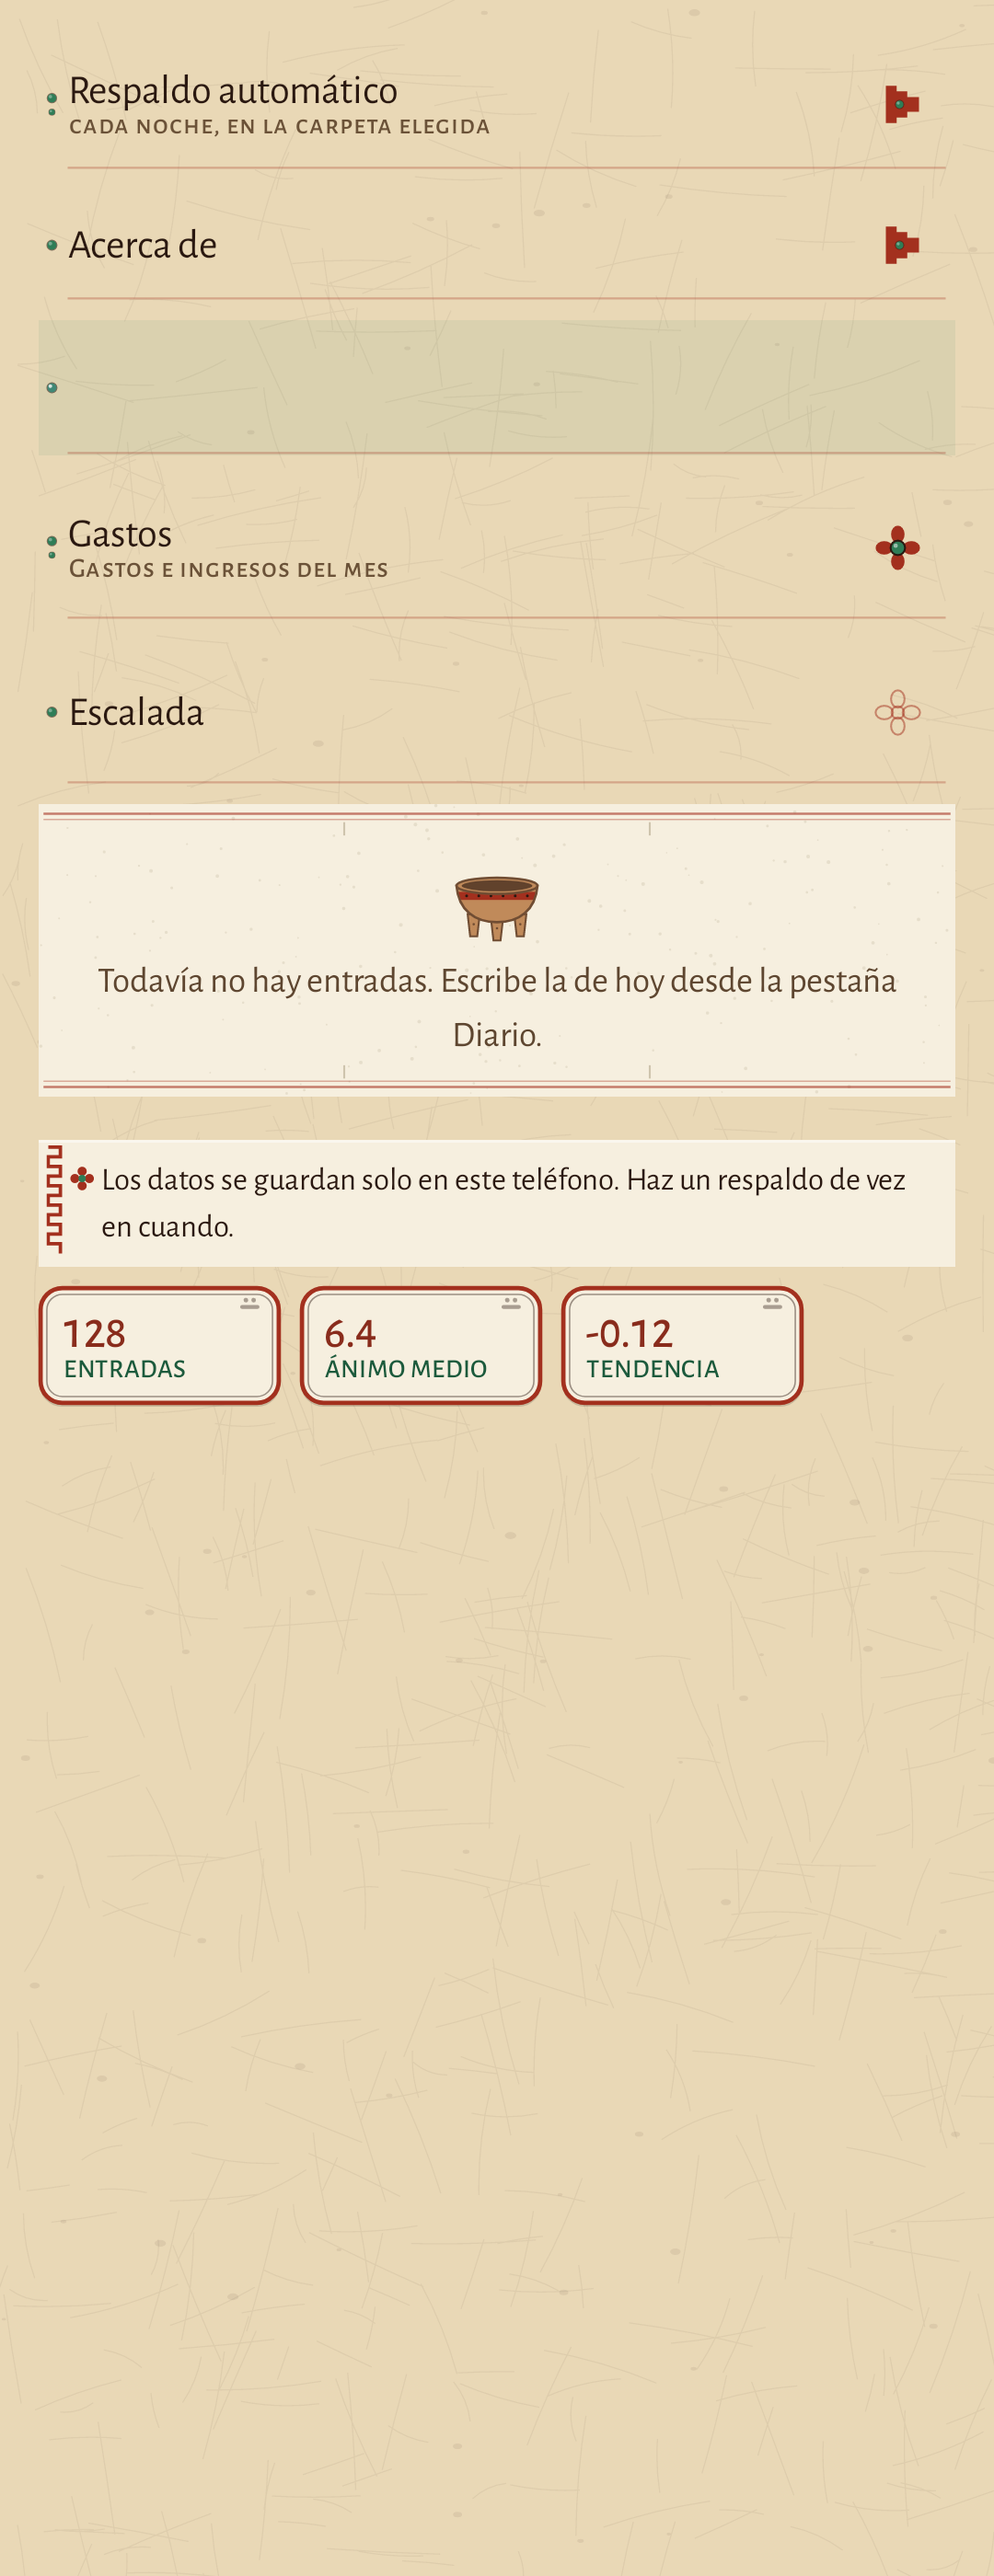 Respaldo automático
CADA NOCHE, EN LA CARPETA ELEGIDA
Acerca de
Gastos
GASTOS E INGRESOS DEL MES
Escalada
Todavía no hay entradas. Escribe la de hoy desde la pestaña
Diario.
Los datos se guardan solo en este teléfono. Haz un respaldo de vez
en cuando.
128
ENTRADAS
6.4
ÁNIMO MEDIO
-0.12
TENDENCIA